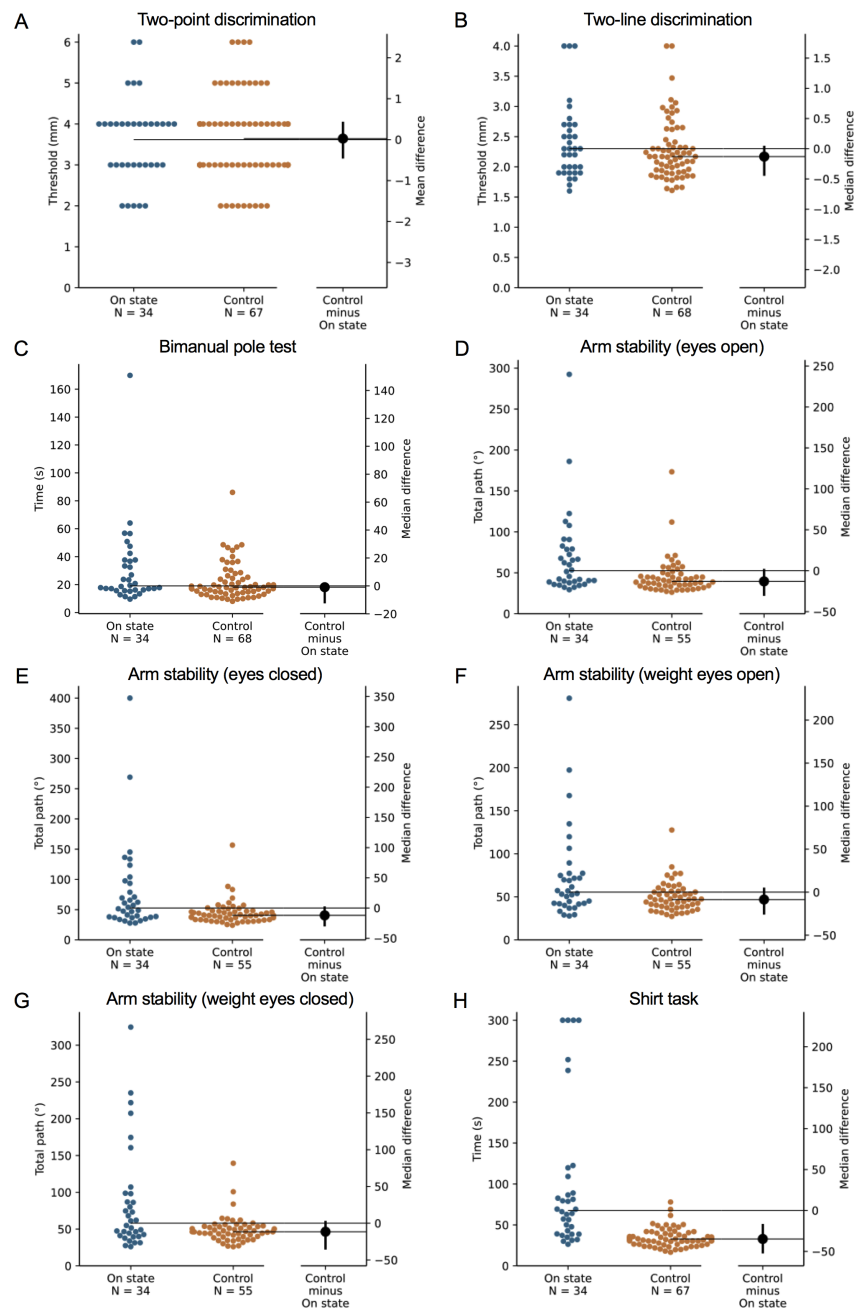 A
Two-point discrimination
6
5
4
3
2
1
0
Threshold (mm)
2
1
0
−1
−2
−3
Mean difference
On state
N = 34
Control
N = 67
Control
minus
On state
B
Two-line discrimination
4.0
3.5
3.0
2.5
2.0
1.5
1.0
0.5
0.0
Threshold (mm)
1.5
1.0
0.5
0.0
−0.5
−1.0
−1.5
−2.0
Median difference
On state
N = 34
Control
N = 68
Control
minus
On state
C
Bimanual pole test
160
140
120
100
80
60
40
20
0
Time (s)
140
120
100
80
60
40
20
0
−20
Median difference
On state
N = 34
Control
N = 68
Control
minus
On state
D
Arm stability (eyes open)
300
250
200
150
100
50
0
Total path (°)
250
200
150
100
50
0
−50
Median difference
On state
N = 34
Control
N = 55
Control
minus
On state
E
Arm stability (eyes closed)
400
350
300
250
200
150
100
50
0
Total path (°)
350
300
250
200
150
100
50
0
−50
Median difference
On state
N = 34
Control
N = 55
Control
minus
On state
F
Arm stability (weight eyes open)
250
200
150
100
50
0
Total path (°)
200
150
100
50
0
−50
Median difference
On state
N = 34
Control
N = 55
Control
minus
On state
G
Arm stability (weight eyes closed)
300
250
200
150
100
50
0
Total path (°)
250
200
150
100
50
0
−50
Median difference
On state
N = 34
Control
N = 55
Control
minus
On state
H
Shirt task
300
250
200
150
100
50
0
Time (s)
200
150
100
50
0
−50
Median difference
On state
N = 34
Control
N = 67
Control
minus
On state